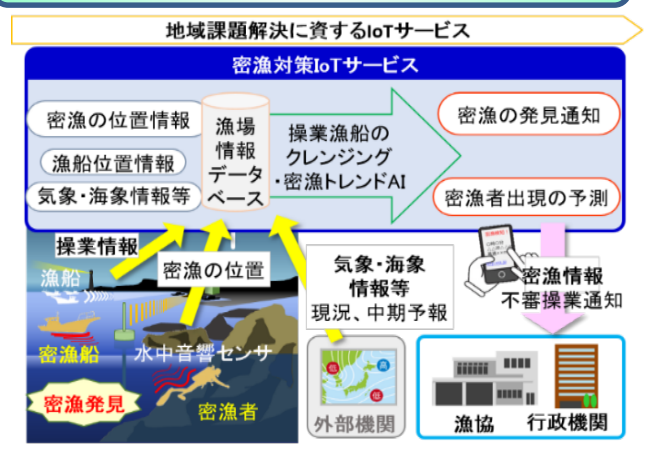 地域課題解決に資するIoTサービス
密漁対策IoTサービス
密漁の位置情報
漁船位置情報
気象・海象情報等
漁場
情報
データ
ベース
操業漁船の
クレンジング
・密漁トレンドAI
密漁の発見通知
密漁者出現の予測
操業情報
漁船
密漁の位置
密漁船
水中音響センサ
密漁発見
密漁者
気象・海象
情報等
現況、中期予報
低
高
低
外部機関
密漁情報
不審操業通知
漁協
行政機関